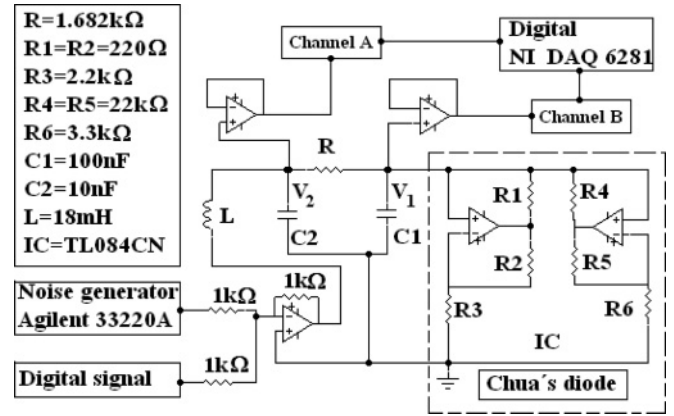 R=1.682kΩ
R1=R2=220Ω
R3=2.2kΩ
R4=R5=22kΩ
R6=3.3kΩ
C1=100nF
C2=10nF
L=18mH
IC=TL084CN
Channel A
Digital
NI DAQ 6281
Channel B
R
L
V2
C2
V1
C1
R1
R4
R2
R5
R3
R6
IC
Chua´s diode
Noise generator
Agilent 33220A
1kΩ
1kΩ
Digital signal
1kΩ